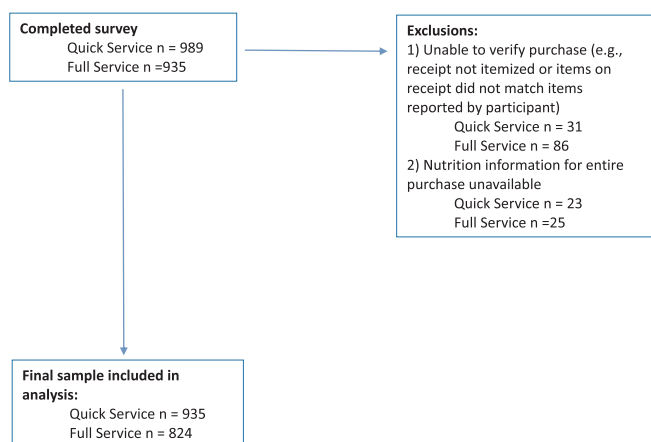 Completed survey
Quick Service n = 989
Full Service n =935
Exclusions:
1) Unable to verify purchase (e.g.,
receipt not itemized or items on
receipt did not match items
reported by participant)
Quick Service n = 31
Full Service n = 86
2) Nutrition information for entire
purchase unavailable
Quick Service n = 23
Full Service n =25
Final sample included in
analysis:
Quick Service n = 935
Full Service n = 824